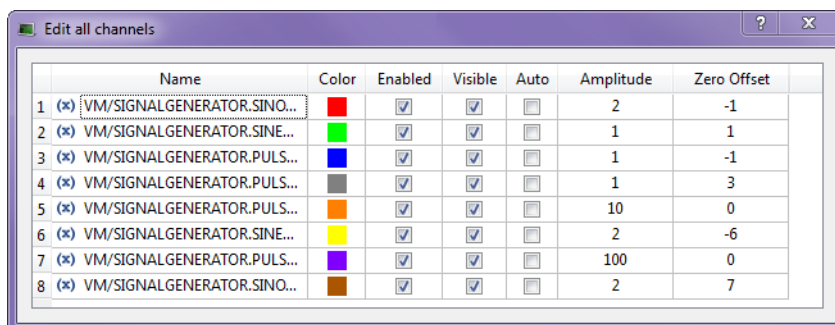 Edit all channels ? X
Name Color Enabled Visible Auto Amplitude Zero Offset
1 (x) VM/SIGNALGENERATOR.SINO... 2 -1
2 (x) VM/SIGNALGENERATOR.SINE... 1 1
3 (x) VM/SIGNALGENERATOR.PULS... 1 -1
4 (x) VM/SIGNALGENERATOR.PULS... 1 3
5 (x) VM/SIGNALGENERATOR.PULS... 10 0
6 (x) VM/SIGNALGENERATOR.SINE... 2 -6
7 (x) VM/SIGNALGENERATOR.PULS... 100 0
8 (x) VM/SIGNALGENERATOR.SINO... 2 7